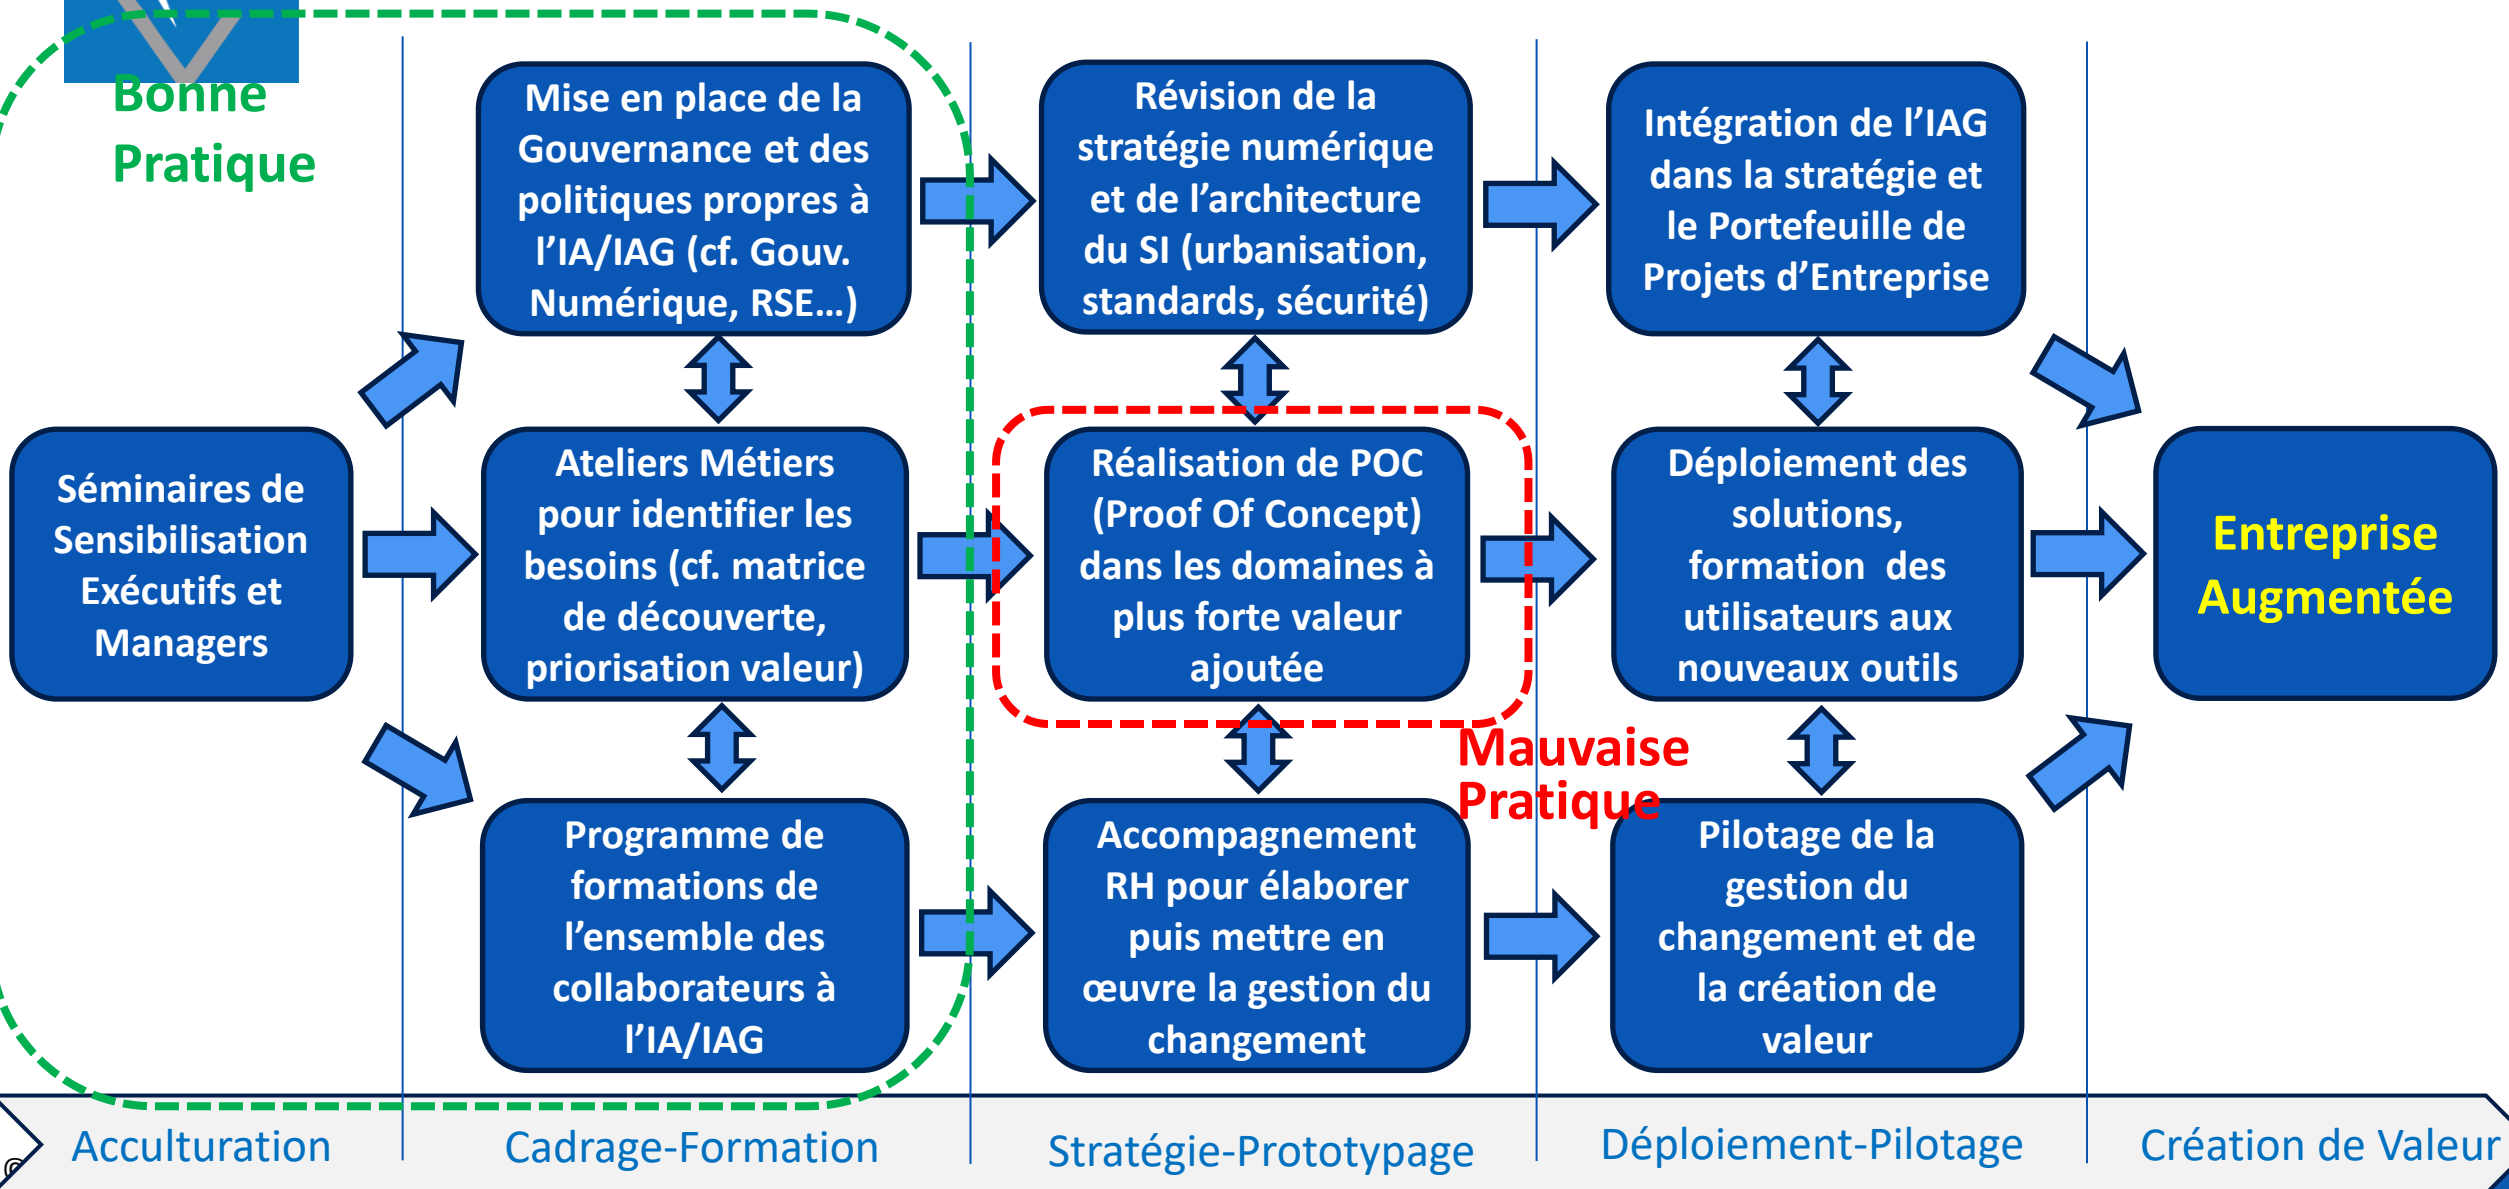 Bonne
Pratique
Mise en place de la
Gouvernance et des
politiques propres à
l’IA/IAG (cf. Gouv.
Numérique, RSE…)
Révision de la
stratégie numérique
et de l’architecture
du SI (urbanisation,
standards, sécurité)
Intégration de l’IAG
dans la stratégie et
le Portefeuille de
Projets d’Entreprise
Séminaires de
Sensibilisation
Exécutifs et
Managers
Ateliers Métiers
pour identifier les
besoins (cf. matrice
de découverte,
priorisation valeur)
Réalisation de POC
(Proof Of Concept)
dans les domaines à
plus forte valeur
ajoutée
Déploiement des
solutions,
formation  des
utilisateurs aux
nouveaux outils
Entreprise
Augmentée
Mauvaise
Pratique
Programme de
formations de
l’ensemble des
collaborateurs à
l’IA/IAG
Accompagnement
RH pour élaborer
puis mettre en
œuvre la gestion du
changement
Pilotage de la
gestion du
changement et de
la création de
valeur
Acculturation
Cadrage-Formation
Stratégie-Prototypage
Déploiement-Pilotage
Création de Valeur